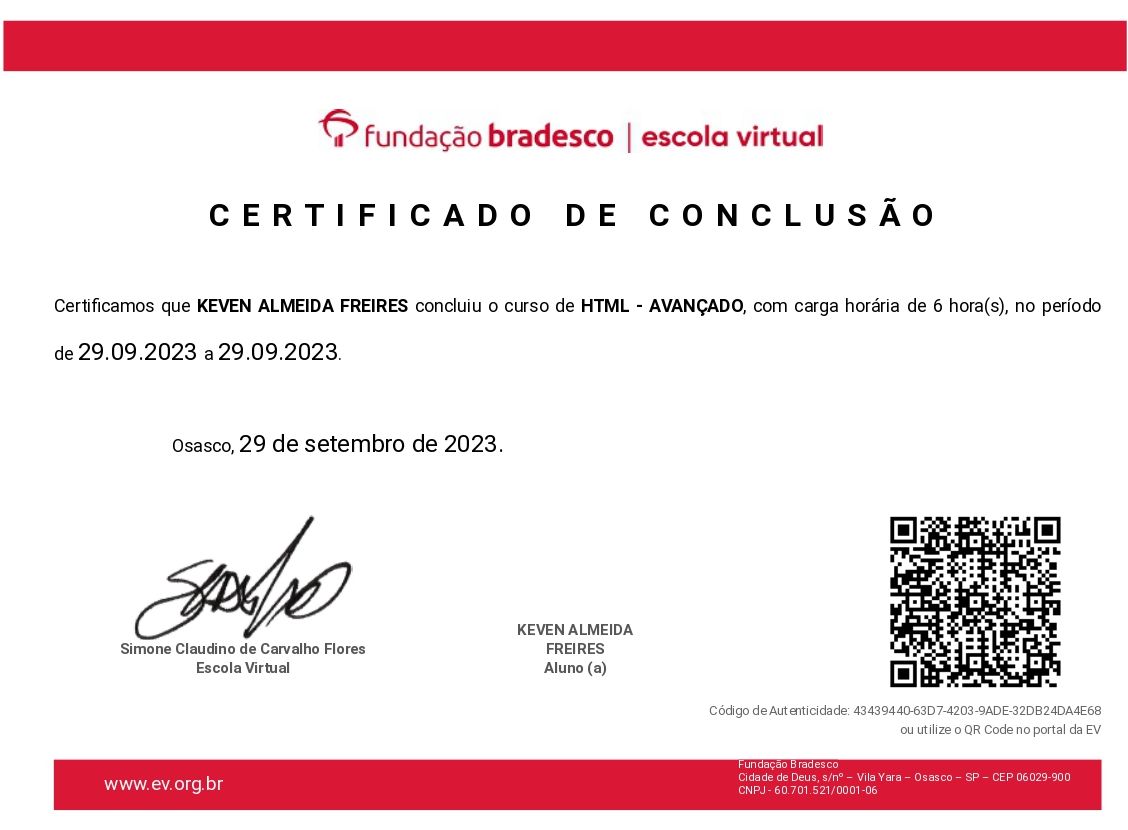 fundação bradesco | escola virtual
CERTIFICADO DE CONCLUSÃO
Certificamos que KEVEN ALMEIDA FREIRES concluiu o curso de HTML - AVANÇADO, com carga horária de 6 hora(s), no período
de 29.09.2023 a 29.09.2023.
Osasco, 29 de setembro de 2023.
Simone Claudino de Carvalho Flores
Escola Virtual
KEVEN ALMEIDA
FREIRES
Aluno (a)
Código de Autenticidade: 43439440-63D7-4203-9ADE-32DB24DA4E68
ou utilize o QR Code no portal da EV
www.ev.org.br
Fundação Bradesco
Cidade de Deus, s/nº – Vila Yara – Osasco – SP – CEP 06029-900
CNPJ - 60.701.521/0001-06